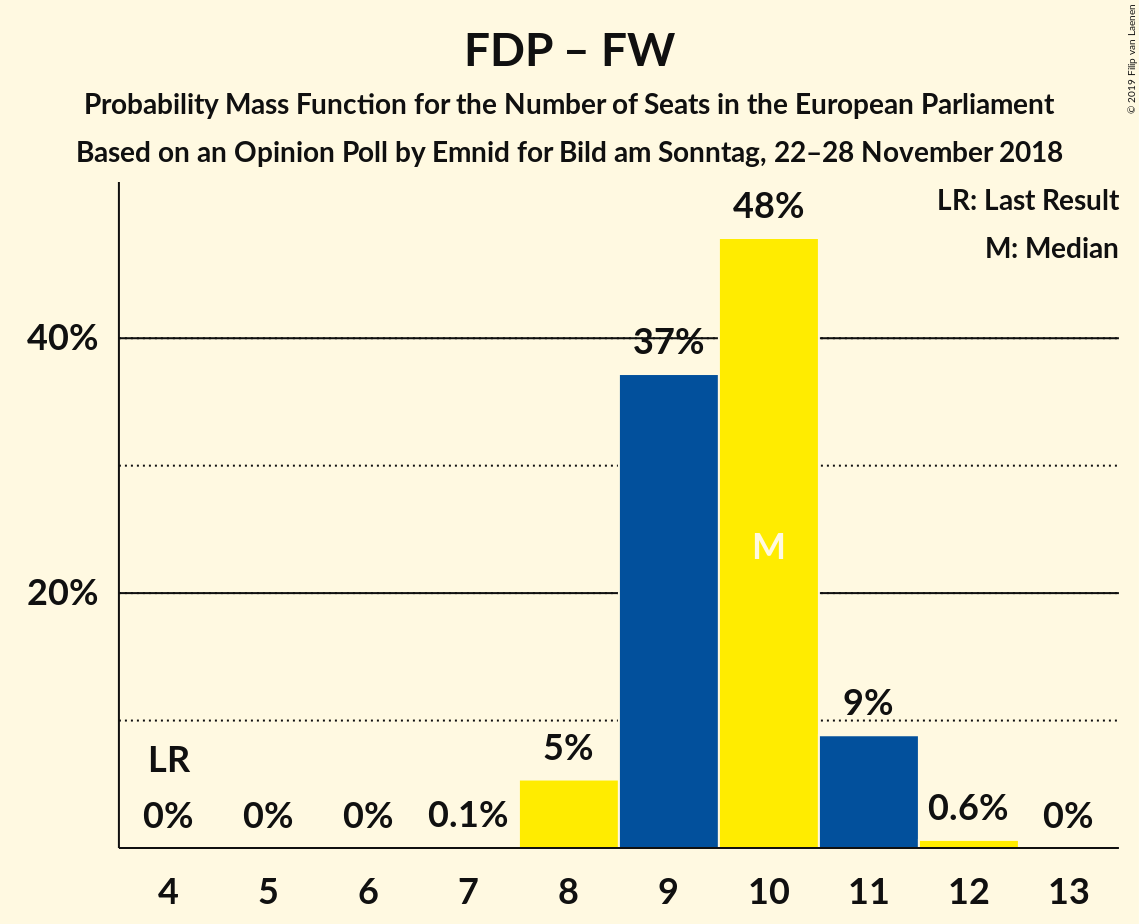 FDP – FW
Probability Mass Function for the Number of Seats in the European Parliament
Based on an Opinion Poll by Emnid for Bild am Sonntag, 22–28 November 2018
© 2019 Filip van Laenen
LR: Last Result
M: Median
48%
40%
37%
M
20%
9%
LR
5%
0%
0%
0%
0.1%
0.6%
0%
4 5 6 7 8 9 10 11 12 13